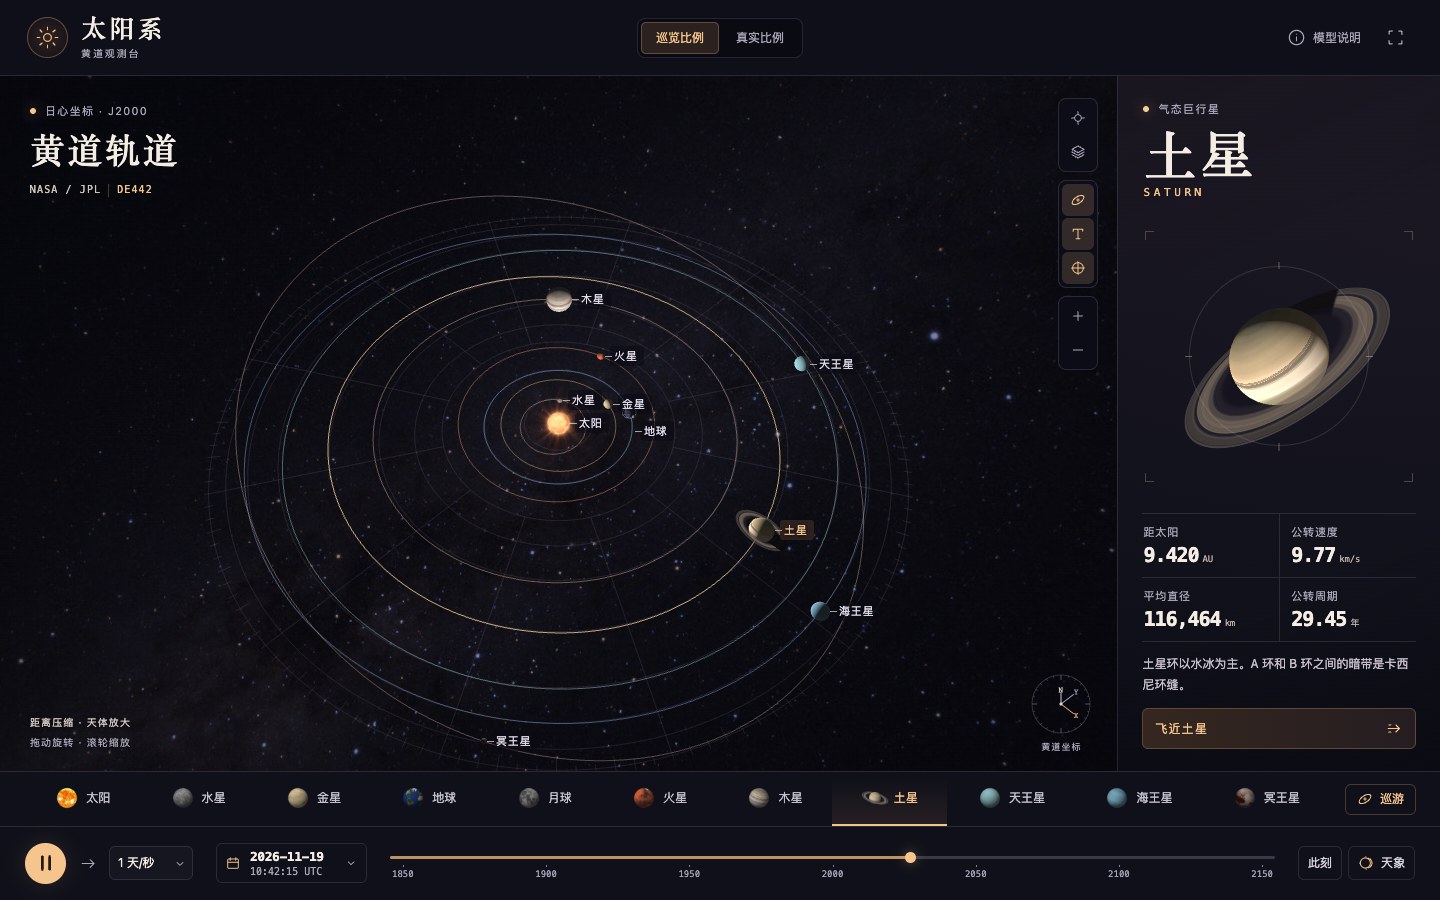 太阳系
黄道观测台
巡览比例
真实比例
模型说明
日心坐标 · J2000
黄道轨道
NASA / JPL | DE442
木星
火星
天王星
水星
金星
太阳
地球
土星
海王星
冥王星
距离压缩 · 天体放大
拖动旋转 · 滚轮缩放
N
Y
X
黄道坐标
气态巨行星
土星
SATURN
距太阳
9.420 AU
公转速度
9.77 km/s
平均直径
116,464 km
公转周期
29.45 年
土星环以水冰为主。A 环和 B 环之间的暗带是卡西
尼环缝。
飞近土星
太阳
水星
金星
地球
月球
火星
木星
土星
天王星
海王星
冥王星
巡游
1 天/秒
2026-11-19
10:42:15 UTC
1850
1900
1950
2000
2050
2100
2150
此刻
天象